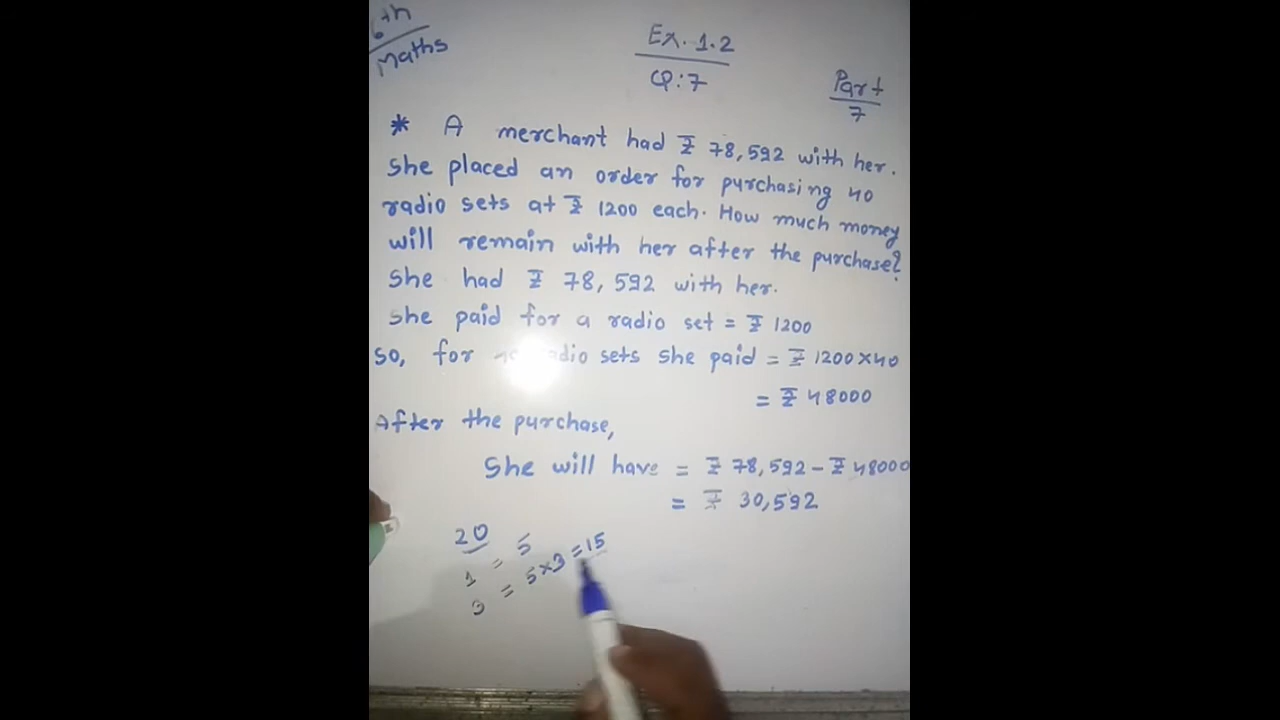 6th
Maths
Ex. 1.2
Q:7
Part
7
* A merchant had ₹ 78,592 with her.
She placed an order for purchasing 40
radio sets at ₹ 1200 each. How much money
will remain with her after the purchase?
She had ₹ 78,592 with her.
She paid for a radio set = ₹ 1200
So, for radio sets she paid = ₹ 1200×40
= ₹ 48000
After the purchase,
She will have = ₹ 78,592 - ₹ 48000
= ₹ 30,592
20
1 = 5
3 = 5×3=15